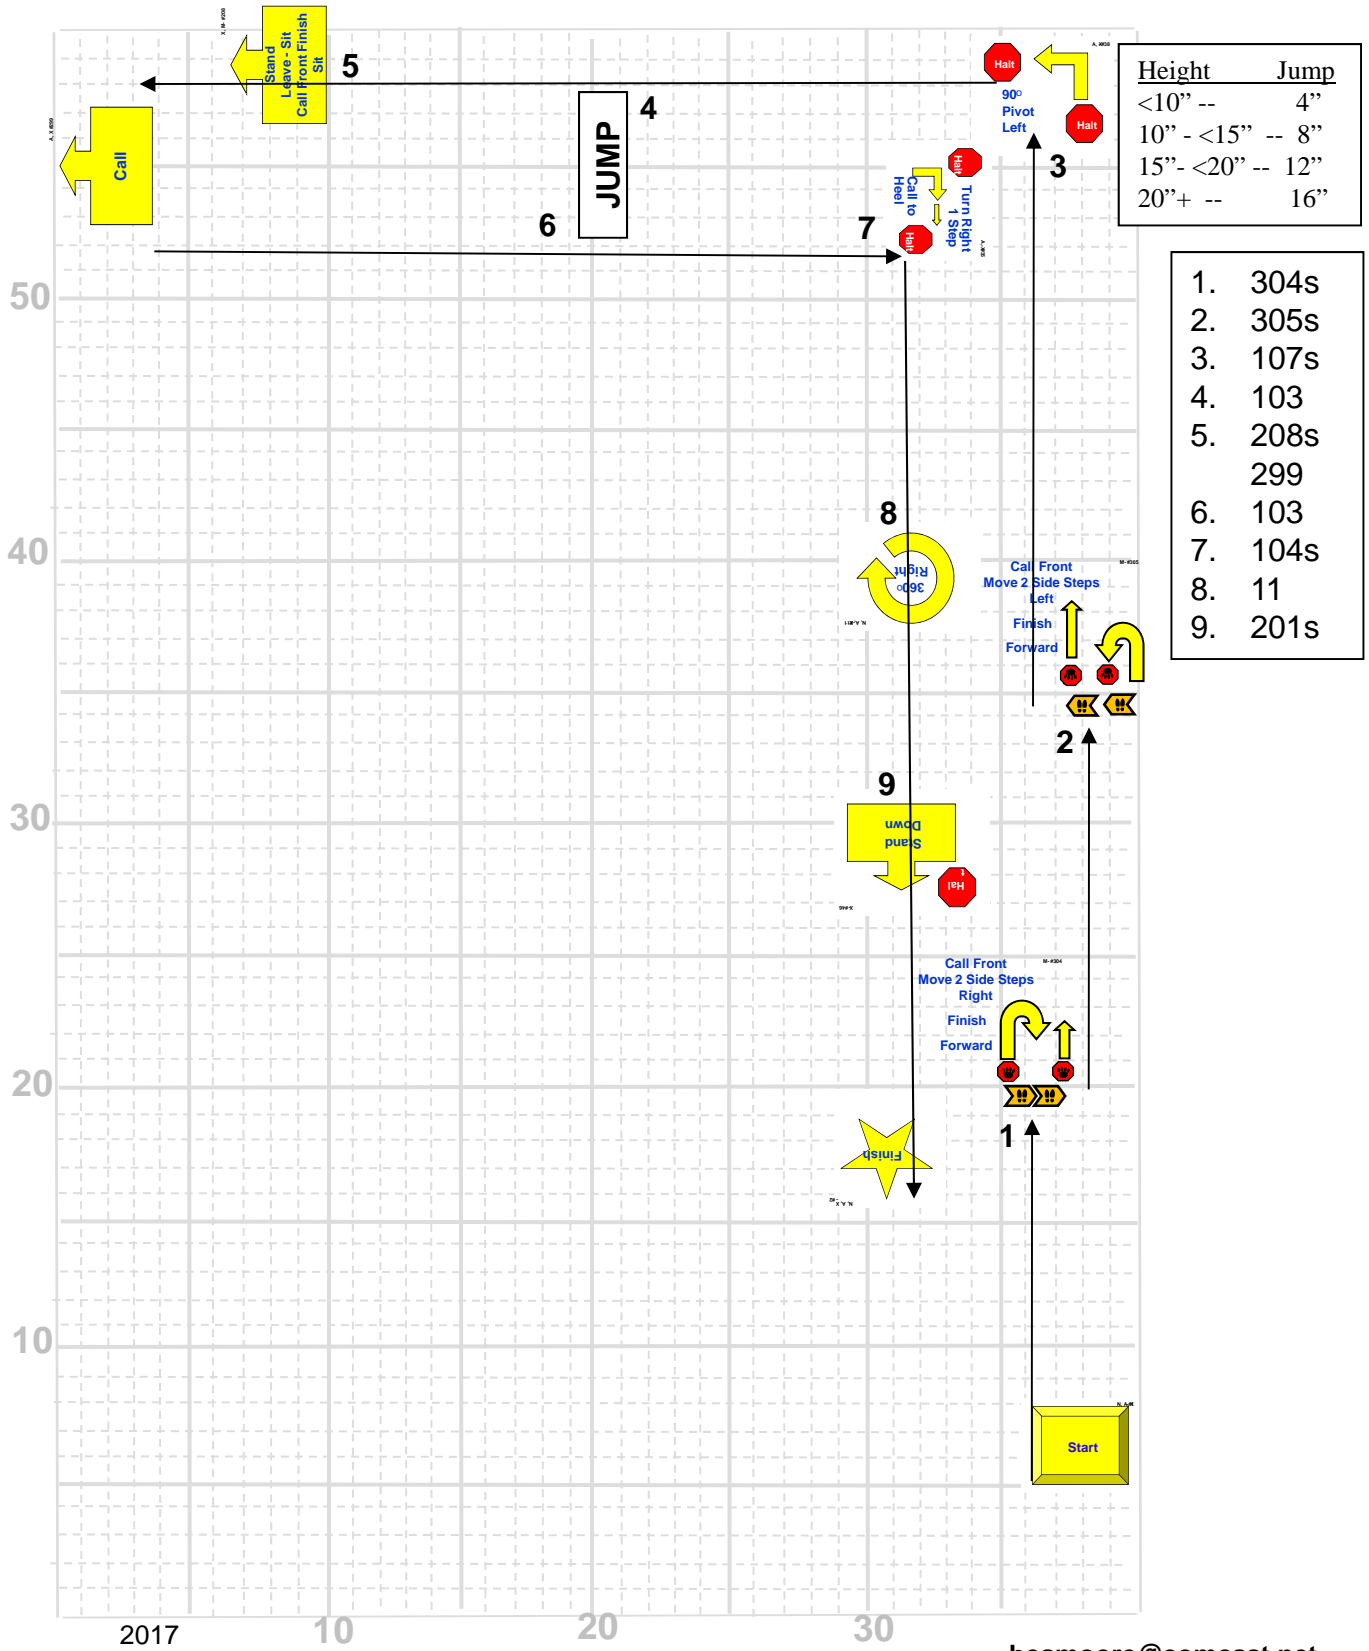 Stand
Leave - Sit
Call Front Finish
Sit
5
4
JUMP
Call
6
Halt
90º
Pivot
Left
Halt
3
Halt
Turn Right
1 Step
Call to
Heel
Halt
7
Height Jump
<10” -- 4”
10” - <15” -- 8”
15”- <20” -- 12”
20”+ -- 16”
1. 304s
2. 305s
3. 107s
4. 103
5. 208s
299
6. 103
7. 104s
8. 11
9. 201s
50
8
360º
Right
N, A, -#11
40
Call Front
Move 2 Side Steps
Left
Finish
Forward
M- #305
2
30
9
Stand
Down
Halt
Call Front
Move 2 Side Steps
Right
Finish
Forward
M- #304
20
1
Finish
N, A, X - #2
10
Start
2017
10
20
30